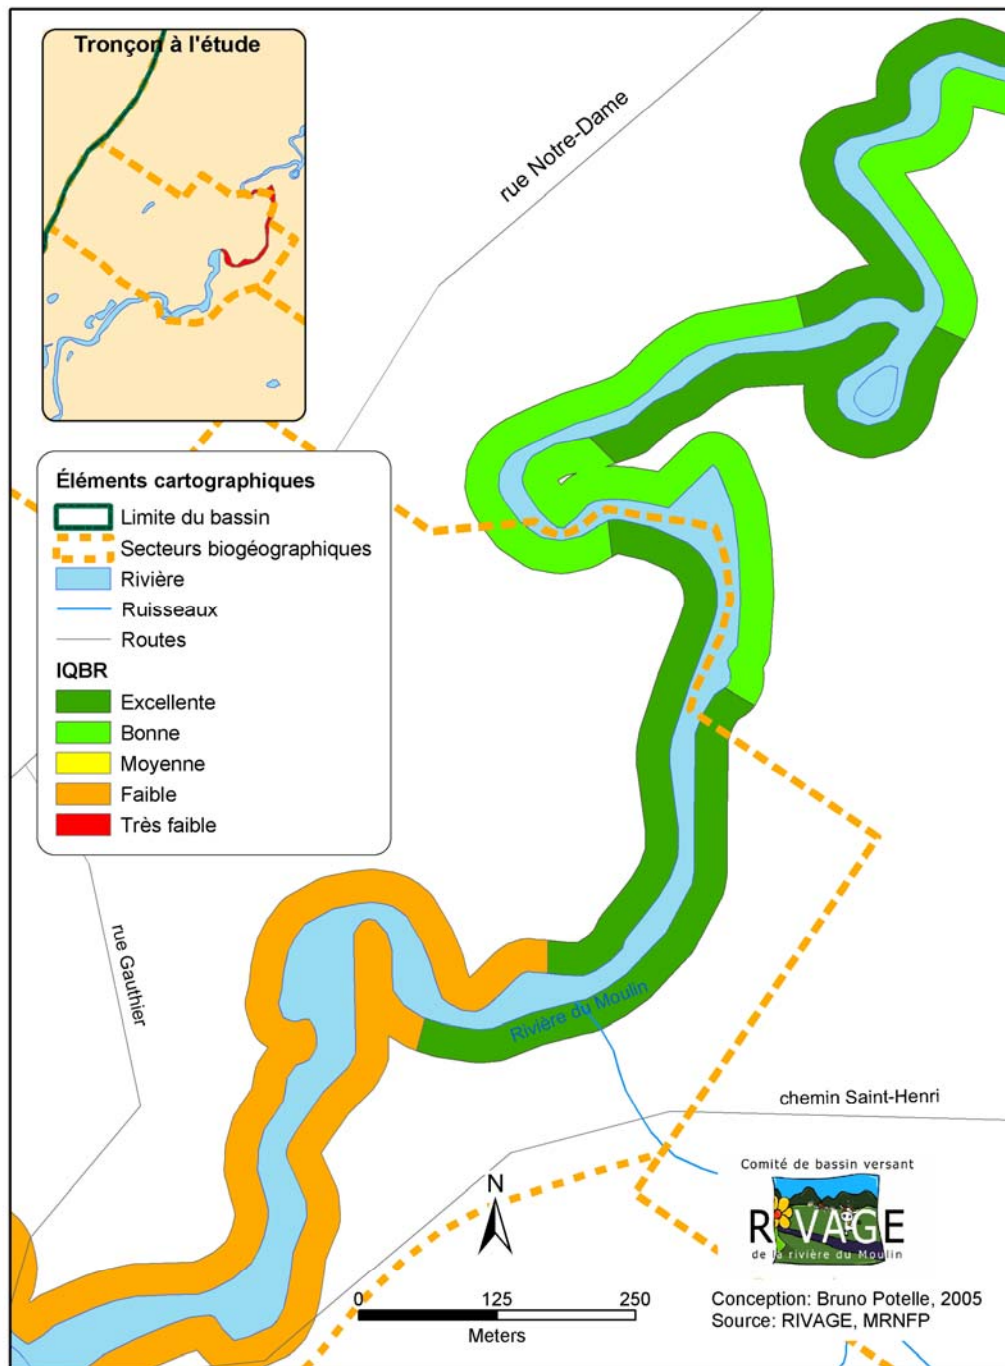 Tronçon à l'étude
rue Notre-Dame
Éléments cartographiques
Limite du bassin
Secteurs biogéographiques
Rivière
Ruisseaux
Routes
IQBR
Excellente
Bonne
Moyenne
Faible
Très faible
rue Gauthier
Rivière du Moulin
chemin Saint-Henri
Comité de bassin versant
RIVAGE
de la rivière du Moulin
N
0 125 250
Meters
Conception: Bruno Potelle, 2005
Source: RIVAGE, MRNFP